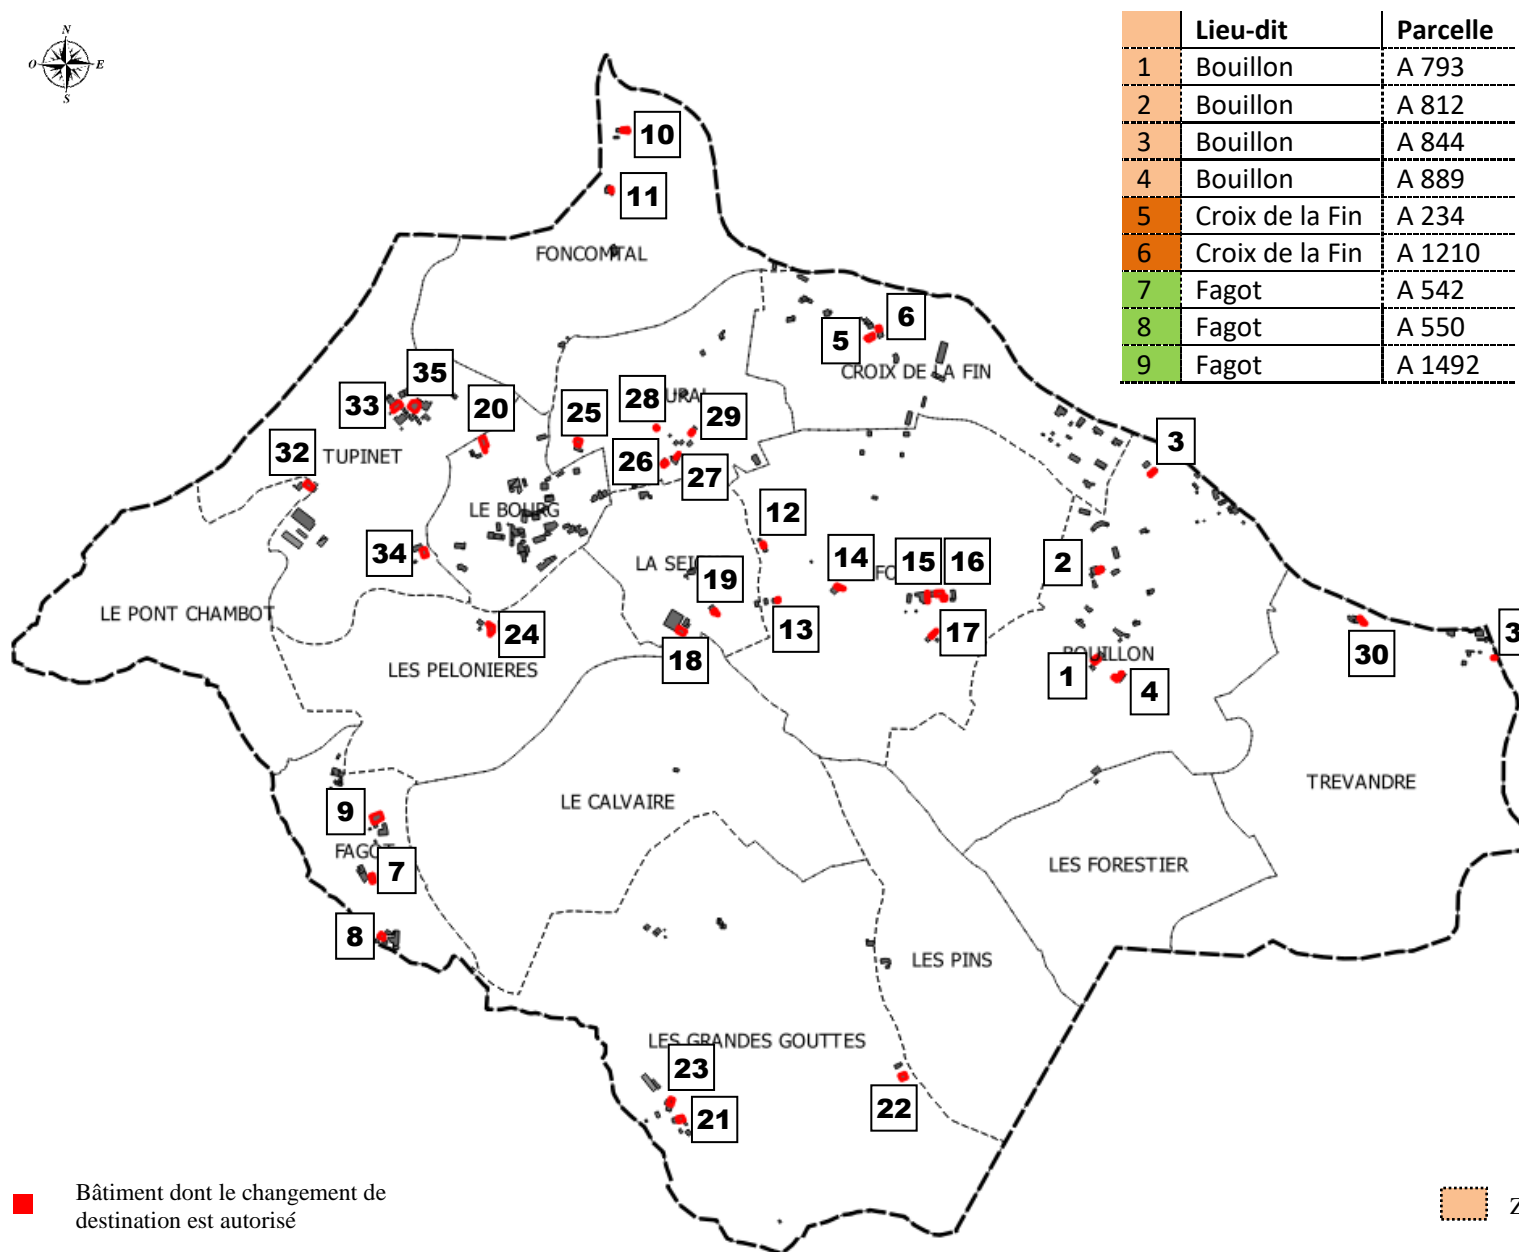 N
O E
S
Lieu-dit Parcelle
1 Bouillon A 793
2 Bouillon A 812
3 Bouillon A 844
4 Bouillon A 889
5 Croix de la Fin A 234
6 Croix de la Fin A 1210
7 Fagot A 542
8 Fagot A 550
9 Fagot A 1492
10
11
FONCOMTAL
6
5
CROIX DE LA FIN
35
33
20
25
28
29
3
32
TUPINET
26
27
LE BOURG
12
34
LA SEI
19
14
15
16
2
LE PONT CHAMBOT
24
13
17
30
LES PELONIERES
18
BOUILLON
1
4
TREVANDRE
9
LE CALVAIRE
FAGOT
7
LES FORESTIER
8
LES PINS
LES GRANDES GOUTTES
23
22
21
Bâtiment dont le changement de
destination est autorisé
Z